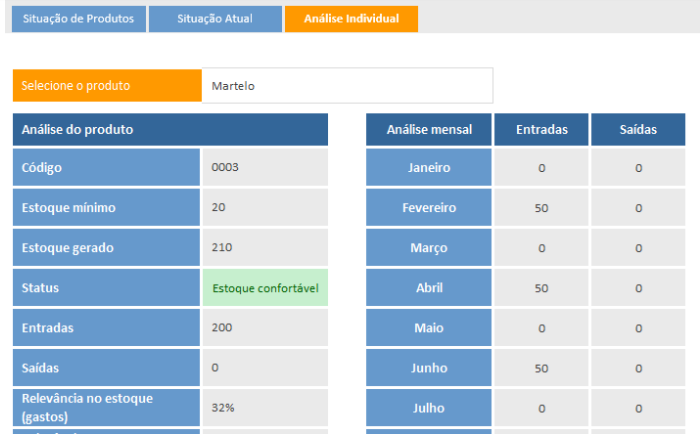 Situação de Produtos Situação Atual Análise Individual
Selecione o produto Martelo
Análise do produto
Código 0003
Estoque mínimo 20
Estoque gerado 210
Status Estoque confortável
Entradas 200
Saídas 0
Relevância no estoque
(gastos) 32%
Análise mensal Entradas Saídas
Janeiro 0 0
Fevereiro 50 0
Março 0 0
Abril 50 0
Maio 0 0
Junho 50 0
Julho 0 0